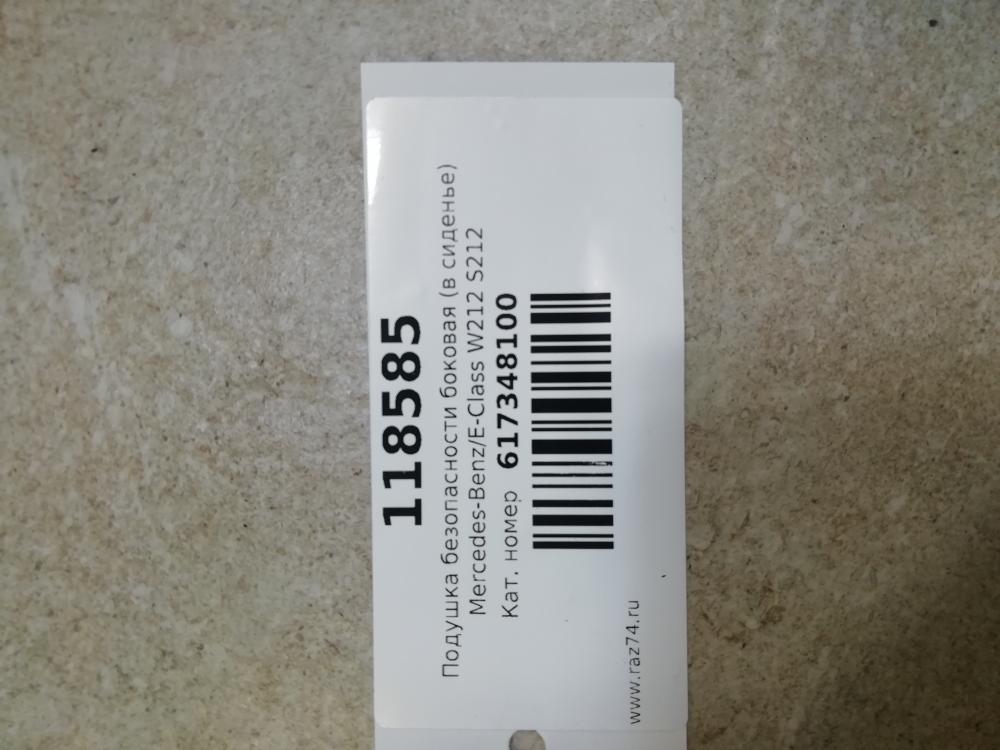 118585
Подушка безопасности боковая (в сиденье)
Mercedes-Benz/E-Class W212 S212
Кат. номер 617348100
www.raz74.ru